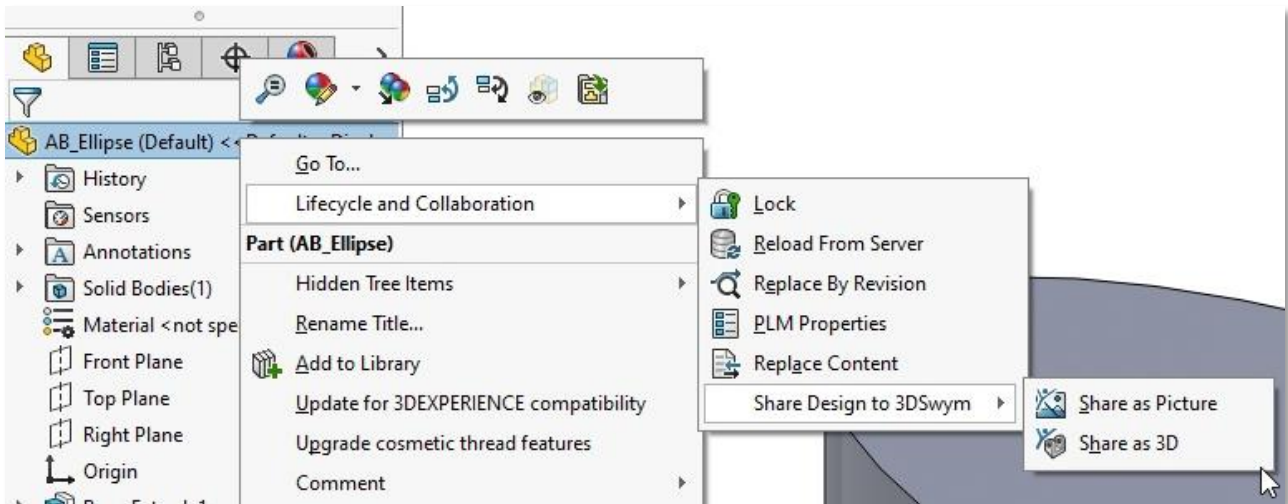 AB_Ellipse (Default) <<
History
Sensors
Annotations
Solid Bodies(1)
Material <not spe
Front Plane
Top Plane
Right Plane
Origin
Go To...
Lifecycle and Collaboration
Part (AB_Ellipse)
Hidden Tree Items
Rename Title...
Add to Library
Update for 3DEXPERIENCE compatibility
Upgrade cosmetic thread features
Comment
Lock
Reload From Server
Replace By Revision
PLM Properties
Replace Content
Share Design to 3DSwym
Share as Picture
Share as 3D